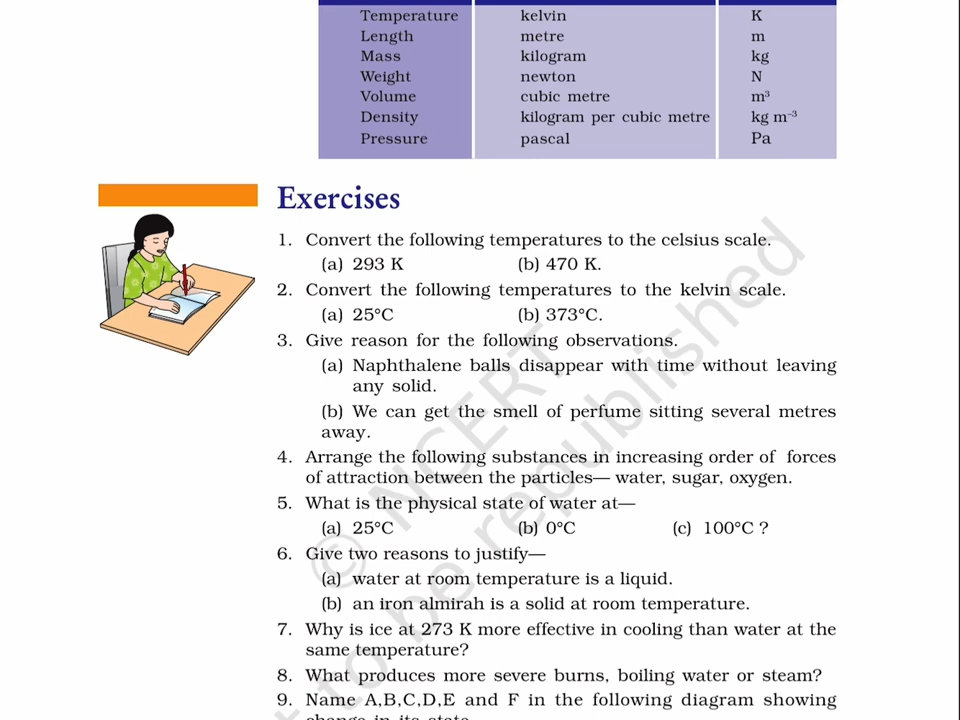 Temperature kelvin K
Length metre m
Mass kilogram kg
Weight newton N
Volume cubic metre m³
Density kilogram per cubic metre kg m⁻³
Pressure pascal Pa
Exercises
1. Convert the following temperatures to the celsius scale.
(a) 293 K (b) 470 K.
2. Convert the following temperatures to the kelvin scale.
(a) 25°C (b) 373°C.
3. Give reason for the following observations.
(a) Naphthalene balls disappear with time without leaving
any solid.
(b) We can get the smell of perfume sitting several metres
away.
4. Arrange the following substances in increasing order of forces
of attraction between the particles— water, sugar, oxygen.
5. What is the physical state of water at—
(a) 25°C (b) 0°C (c) 100°C ?
6. Give two reasons to justify—
(a) water at room temperature is a liquid.
(b) an iron almirah is a solid at room temperature.
7. Why is ice at 273 K more effective in cooling than water at the
same temperature?
8. What produces more severe burns, boiling water or steam?
9. Name A,B,C,D,E and F in the following diagram showing
change in its state
© NCERT
t to be republished